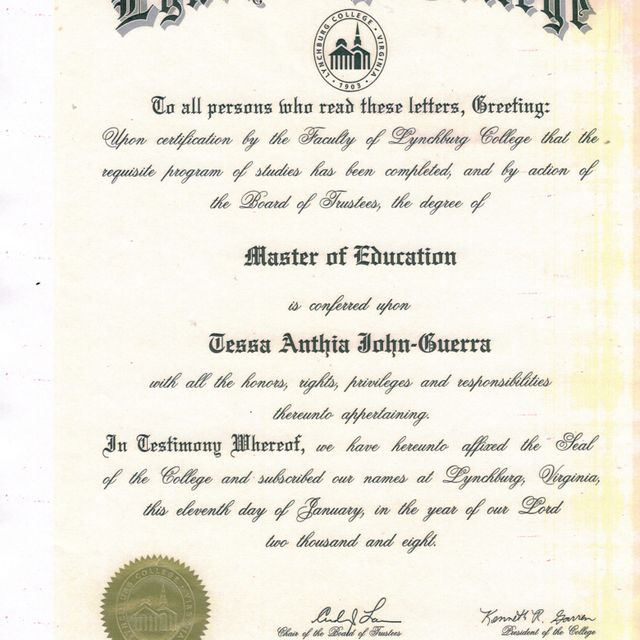 Lynchburg College
LYNCHBURG COLLEGE • VIRGINIA
• 1903 •
To all persons who read these letters, Greeting:
Upon certification by the Faculty of Lynchburg College that the
requisite program of studies has been completed, and by action of
the Board of Trustees, the degree of
Master of Education
is conferred upon
Tessa Anthia John-Guerra
with all the honors, rights, privileges and responsibilities
thereunto appertaining.
In Testimony Whereof, we have hereunto affixed the Seal
of the College and subscribed our names at Lynchburg, Virginia,
this eleventh day of January, in the year of our Lord
two thousand and eight.
Kenneth R. Garren
Chair of the Board of Trustees
President of the College